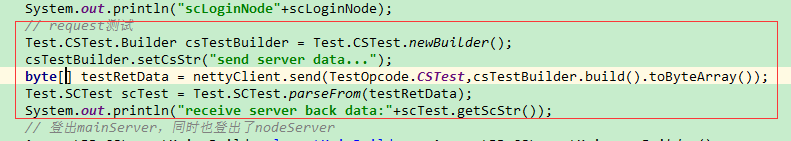 System.out.println("scLoginNode"+scLoginNode);
// request测试
Test.CSTest.Builder csTestBuilder = Test.CSTest.newBuilder();
csTestBuilder.setCsStr("send server data...");
byte[] testRetData = nettyClient.send(TestOpcode.CSTest,csTestBuilder.build().toByteArray());
Test.SCTest scTest = Test.SCTest.parseFrom(testRetData);
System.out.println("receive server back data:"+scTest.getScStr());
// 登出mainServer，同时也登出了nodeServer